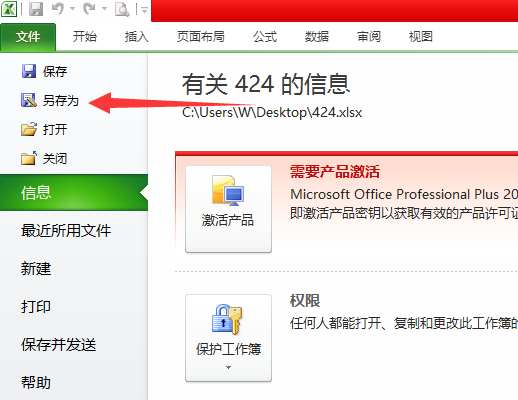 文件 开始 插入 页面布局 公式 数据 审阅 视图
保存
另存为
打开
关闭
信息
最近所用文件
新建
打印
保存并发送
帮助
有关 424 的信息
C:\Users\W\Desktop\424.xlsx
激活产品
需要产品激活
Microsoft Office Professional Plus 20
即激活产品密钥以获取有效的产品许可证
保护工作簿
权限
任何人都能打开、复制和更改此工作簿的